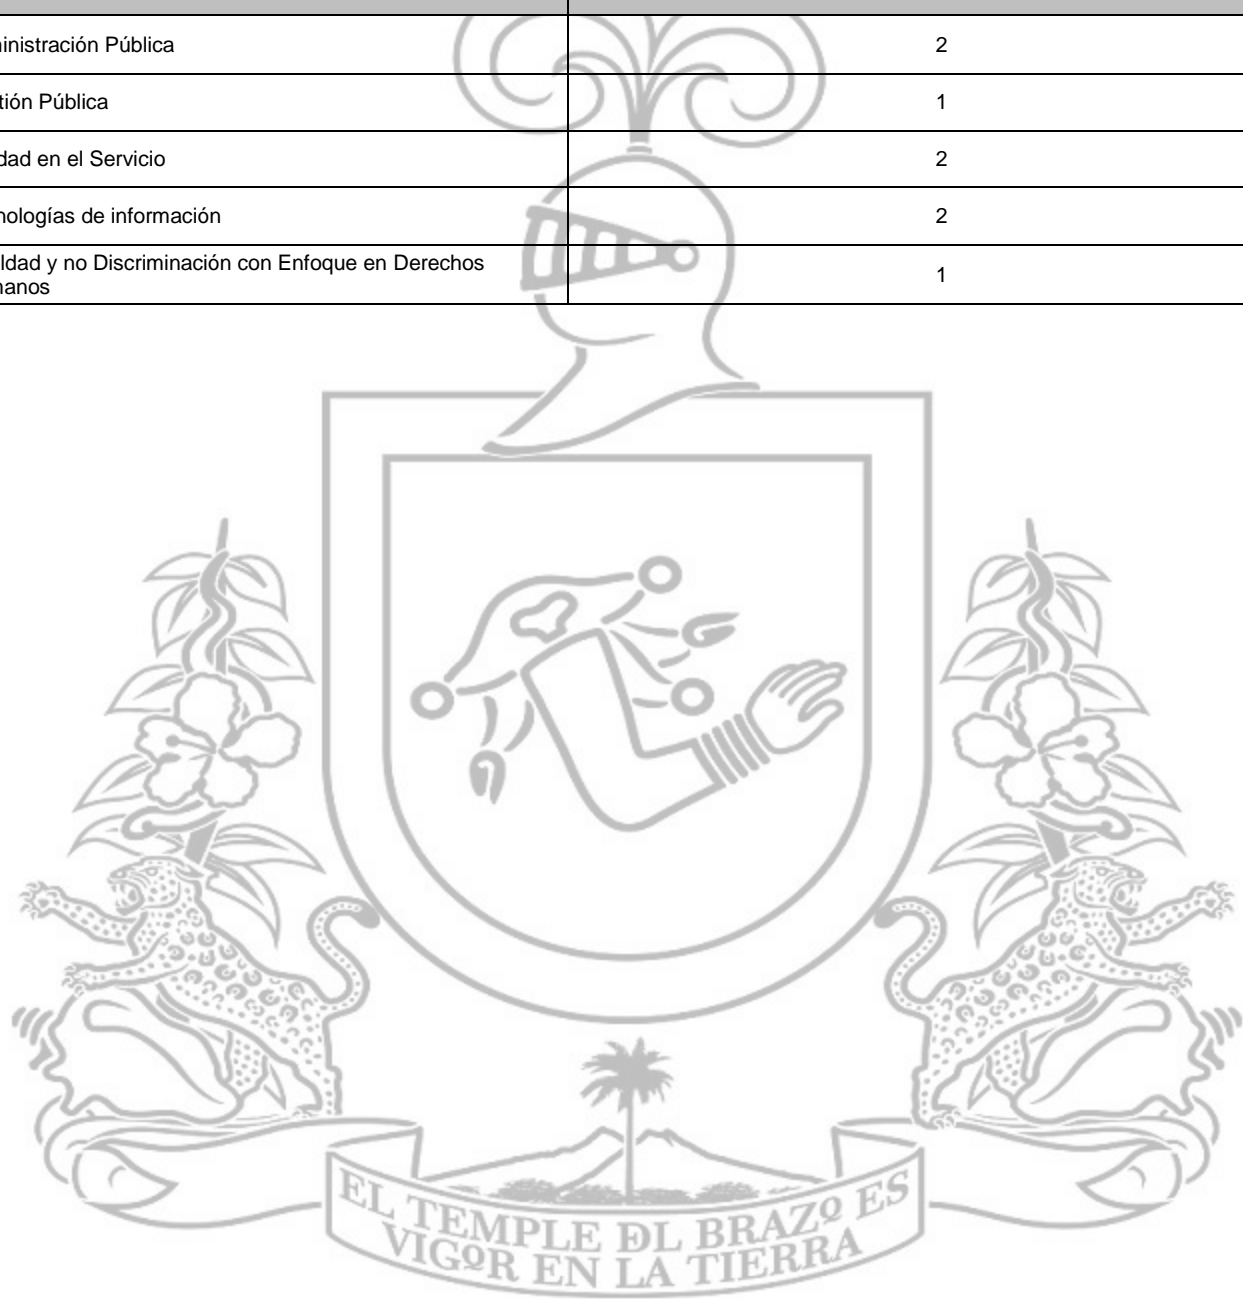 inistración Pública 2
tión Pública 1
dad en el Servicio 2
nologías de información 2
ldad y no Discriminación con Enfoque en Derechos
nanos 1
EL TEMPLE DL BRAZO ES
VIGOR EN LA TIERRA